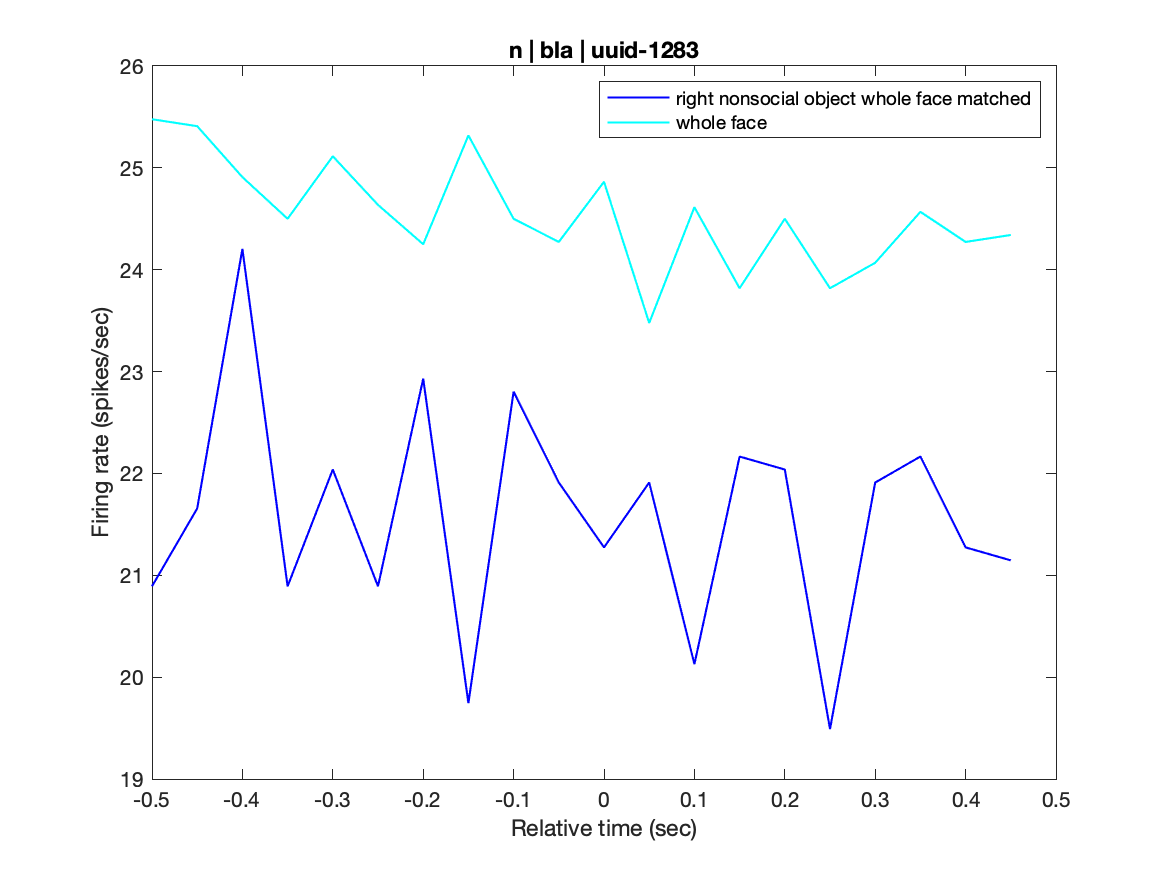 n | bla | uuid-1283
26
25
24
23
22
21
20
19
Firing rate (spikes/sec)
right nonsocial object whole face matched
whole face
-0.5 -0.4 -0.3 -0.2 -0.1 0 0.1 0.2 0.3 0.4 0.5
Relative time (sec)